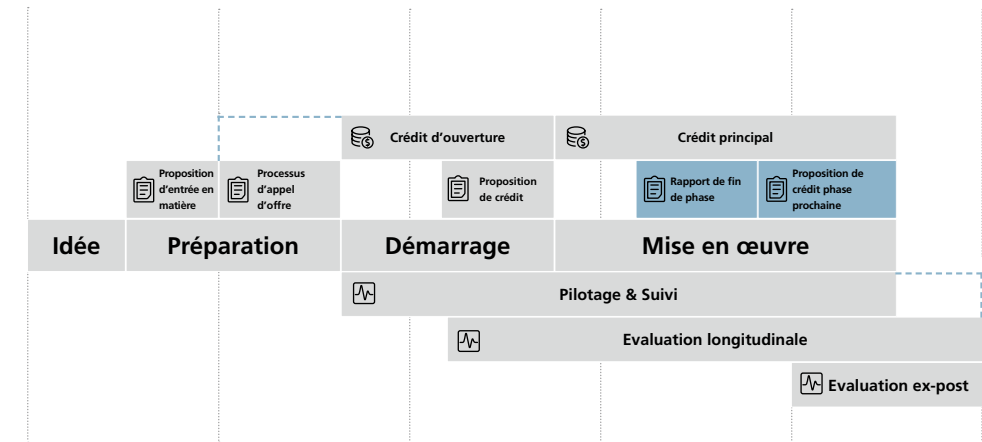 Crédit d'ouverture
Crédit principal
Proposition
d'entrée en
matière
Processus
d'appel
d'offre
Proposition
de crédit
Rapport de fin
de phase
Proposition de
crédit phase
prochaine
Idée
Préparation
Démarrage
Mise en œuvre
Pilotage & Suivi
Evaluation longitudinale
Evaluation ex-post